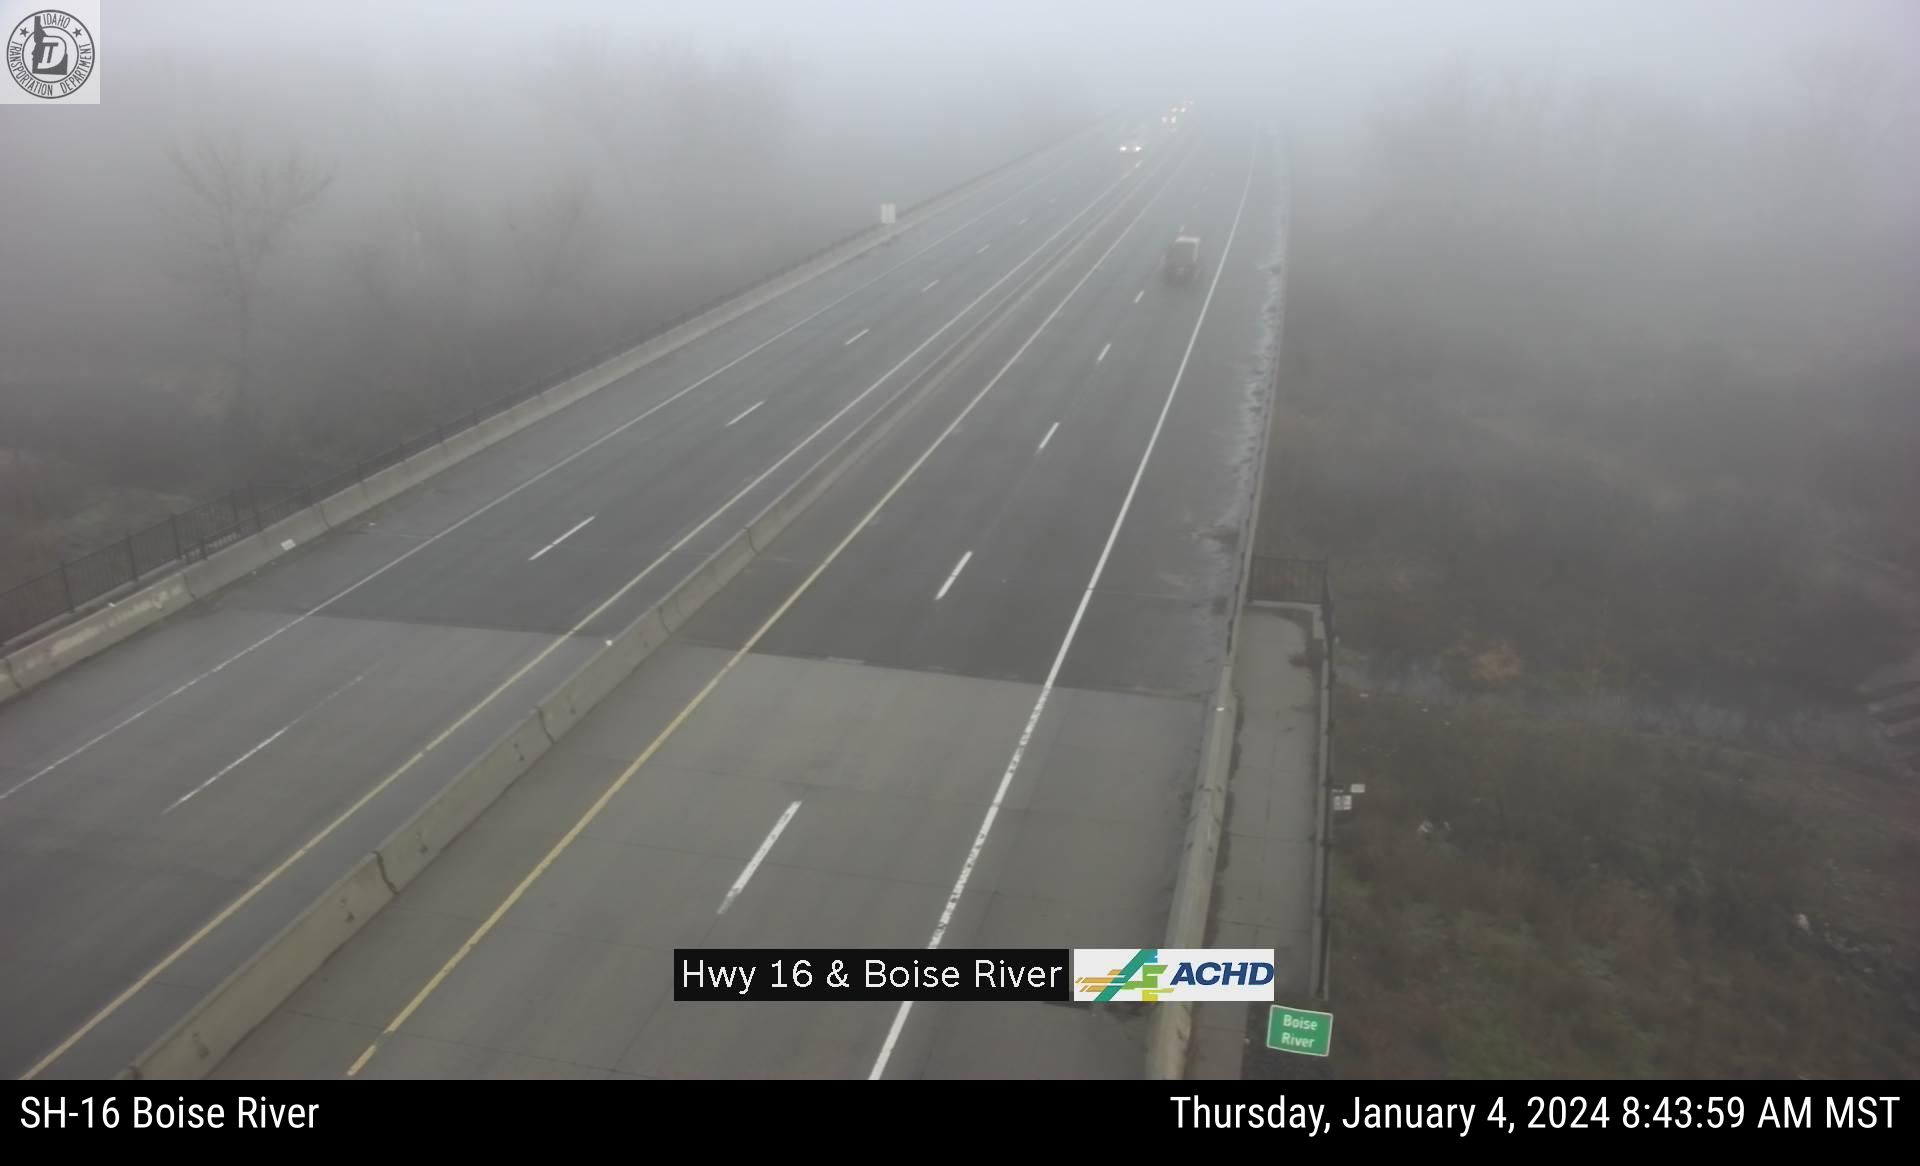 IDAHO
TRANSPORTATION DEPARTMENT
IT
Hwy 16 & Boise River
ACHD
Boise
River
SH-16 Boise River
Thursday, January 4, 2024 8:43:59 AM MST